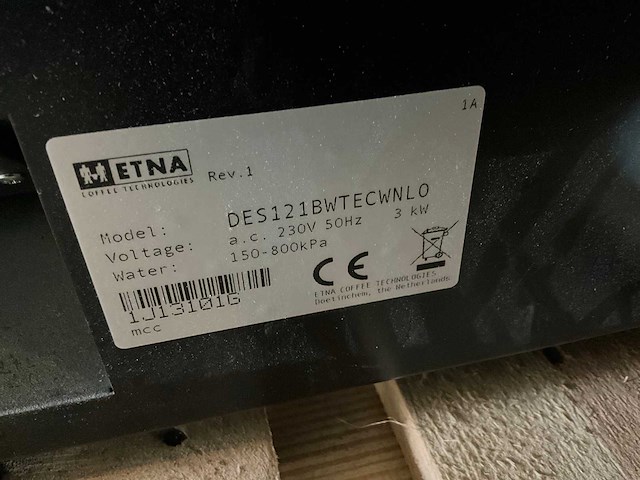 1A
ETNA
COFFEE TECHNOLOGIES
Rev.1
Model: DES121BWTECWNLO
Voltage: a.c. 230V 50Hz 3 kW
Water: 150-800kPa
CE
1J13101G
mcc
ETNA COFFEE TECHNOLOGIES
Doetinchem, the Netherlands